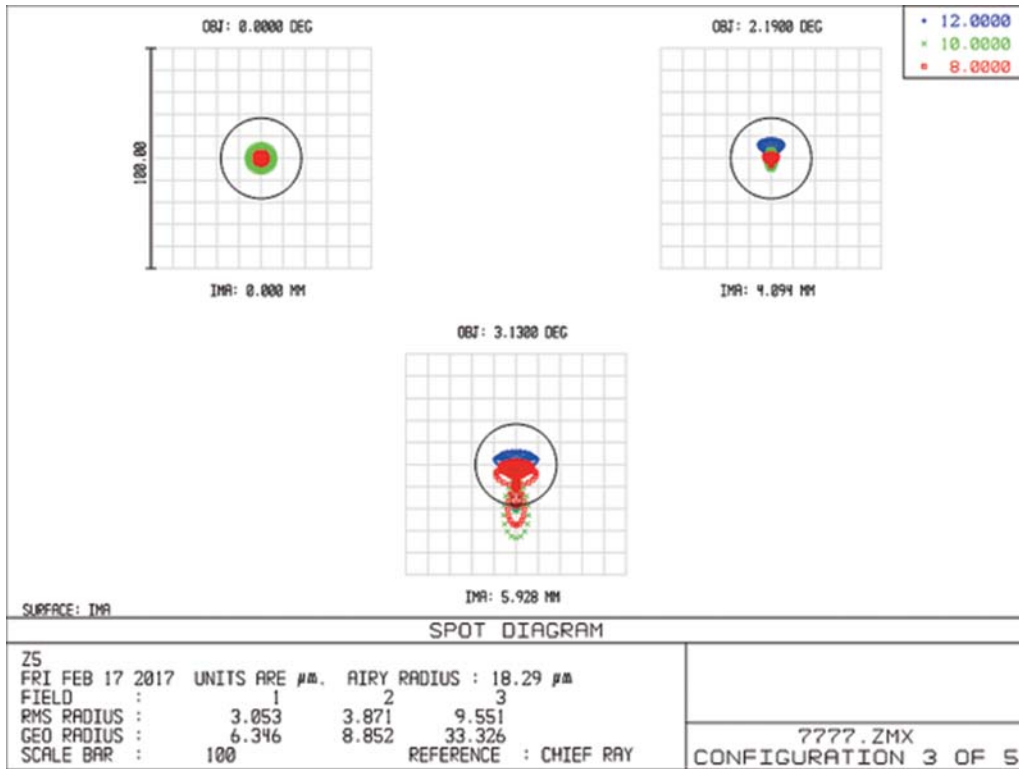 OBJ: 0.0000 DEG
OBJ: 2.1900 DEG
12.0000
10.0000
8.0000
100.00
IMA: 0.000 MM
IMA: 4.094 MM
OBJ: 3.1300 DEG
IMA: 5.928 MM
SURFACE: IMA
SPOT DIAGRAM
Z5
FRI FEB 17 2017 UNITS ARE µm. AIRY RADIUS : 18.29 µm
FIELD : 1 2 3
RMS RADIUS : 3.053 3.871 9.551
GEO RADIUS : 6.346 8.852 33.326
SCALE BAR : 100 REFERENCE : CHIEF RAY
7777.ZMX
CONFIGURATION 3 OF 5